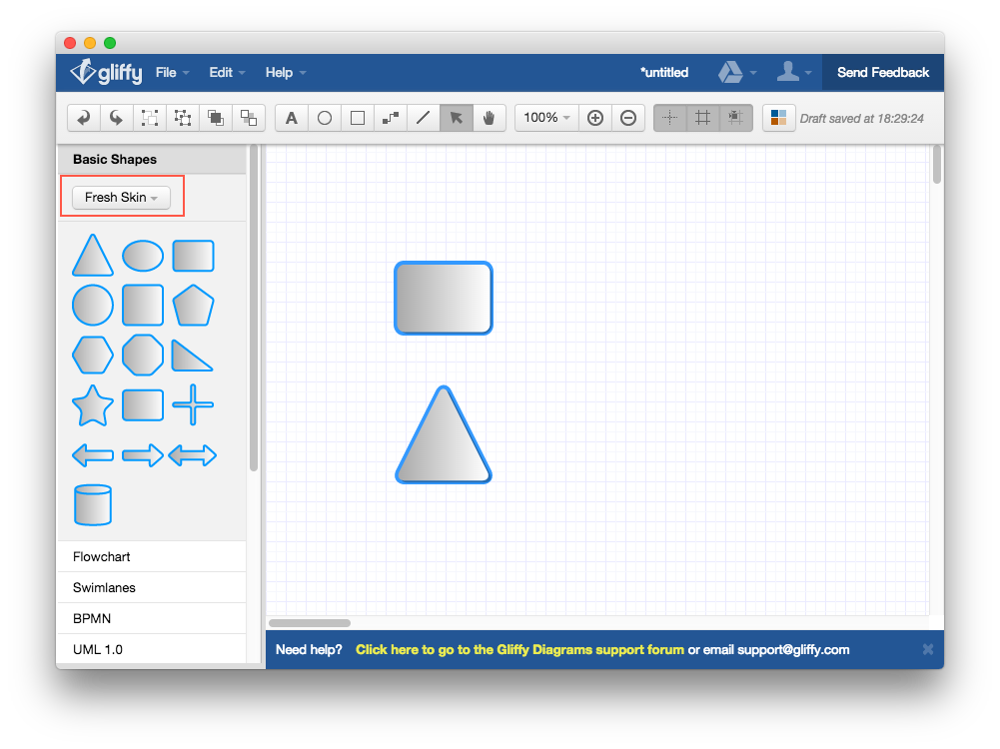 gliffy File Edit Help *untitled Send Feedback
A 100% Draft saved at 18:29:24
Basic Shapes
Fresh Skin
Flowchart
Swimlanes
BPMN
UML 1.0
Need help? Click here to go to the Gliffy Diagrams support forum or email support@gliffy.com